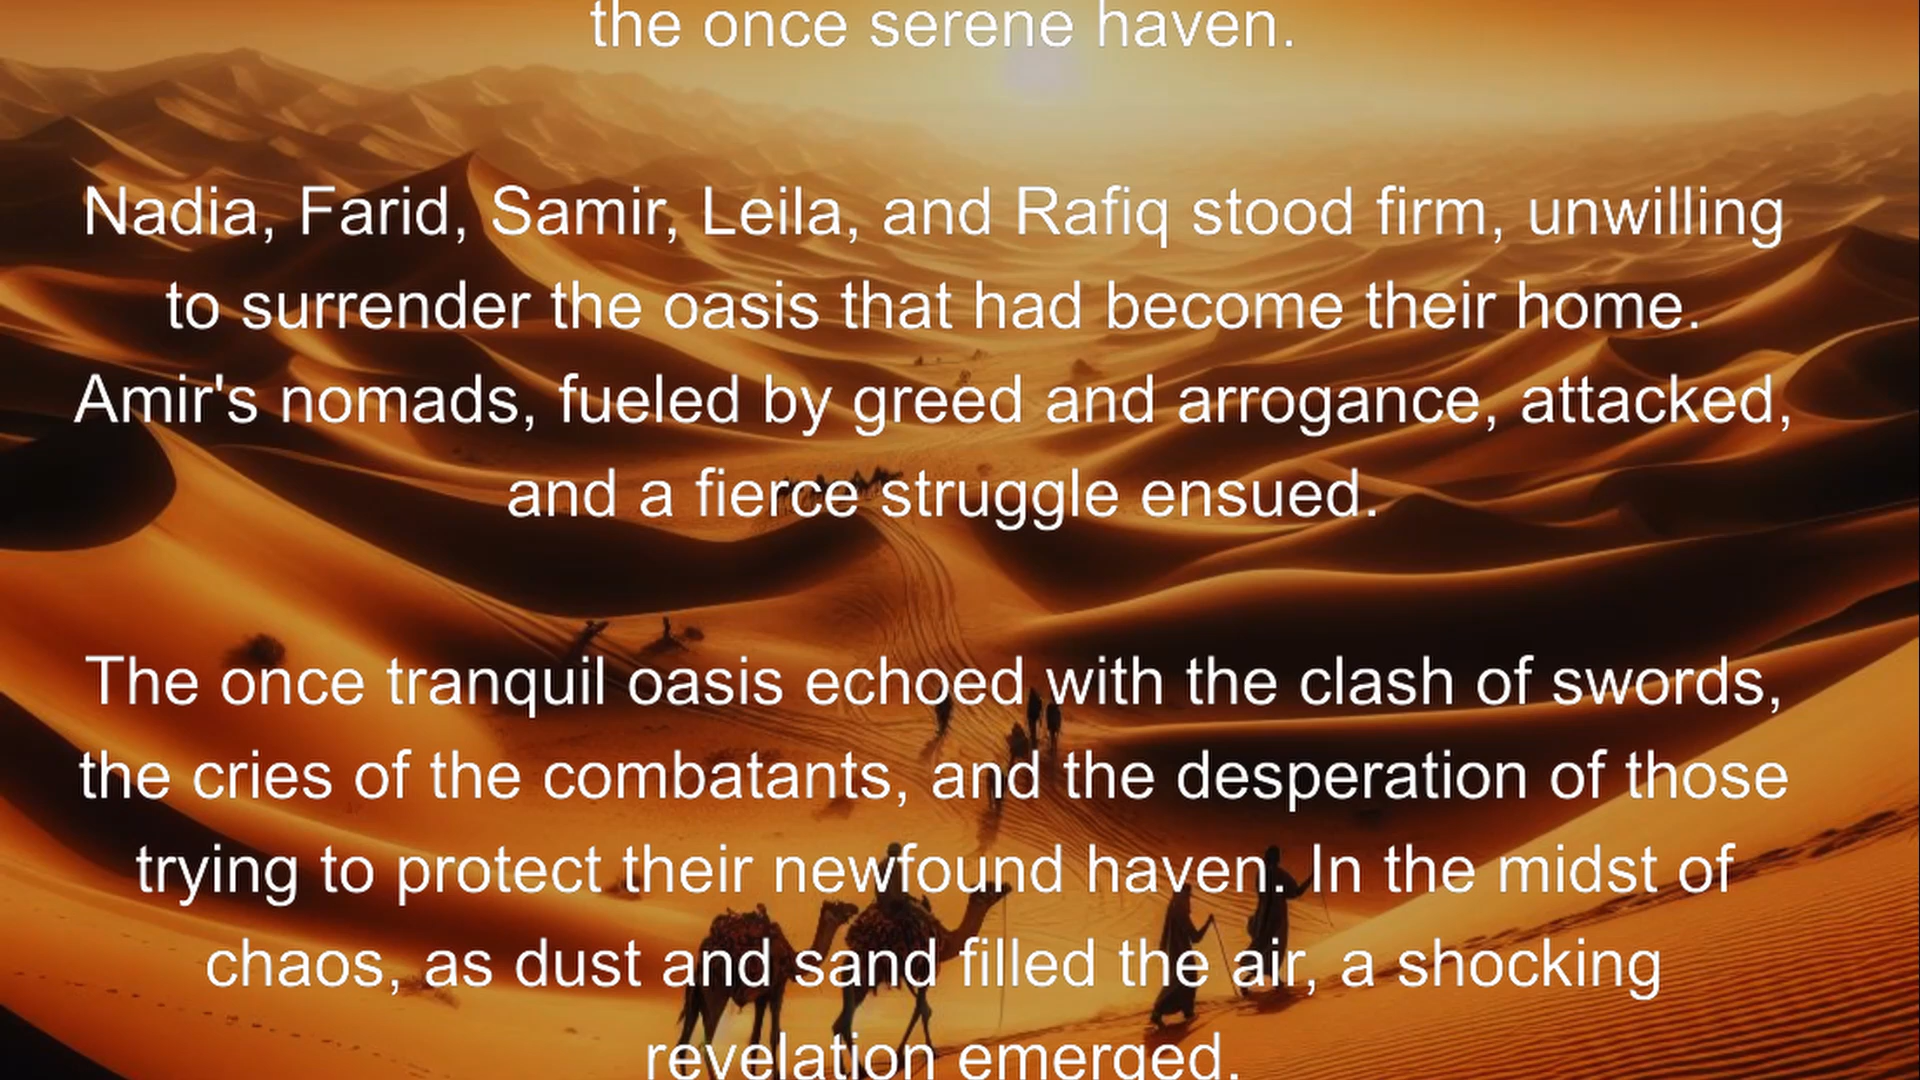 the once serene haven.
Nadia, Farid, Samir, Leila, and Rafiq stood firm, unwilling
to surrender the oasis that had become their home.
Amir's nomads, fueled by greed and arrogance, attacked,
and a fierce struggle ensued.
The once tranquil oasis echoed with the clash of swords,
the cries of the combatants, and the desperation of those
trying to protect their newfound haven. In the midst of
chaos, as dust and sand filled the air, a shocking
revelation emerged.